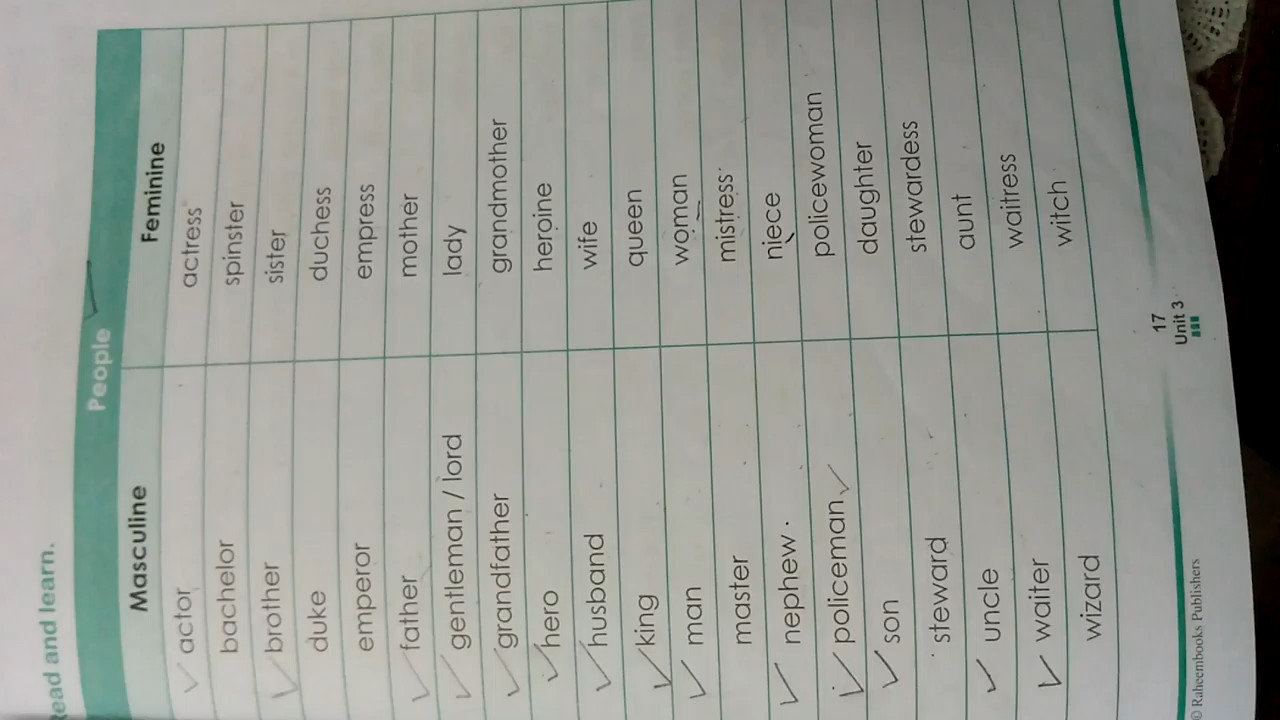 Read and learn.
People
Masculine Feminine
actor actress
bachelor spinster
brother sister
duke duchess
emperor empress
father mother
gentleman / lord lady
grandfather grandmother
hero heroine
husband wife
king queen
man woman
master mistress
nephew niece
policeman policewoman
son daughter
steward stewardess
uncle aunt
waiter waitress
wizard witch
17
Unit 3
© Raheembooks Publishers